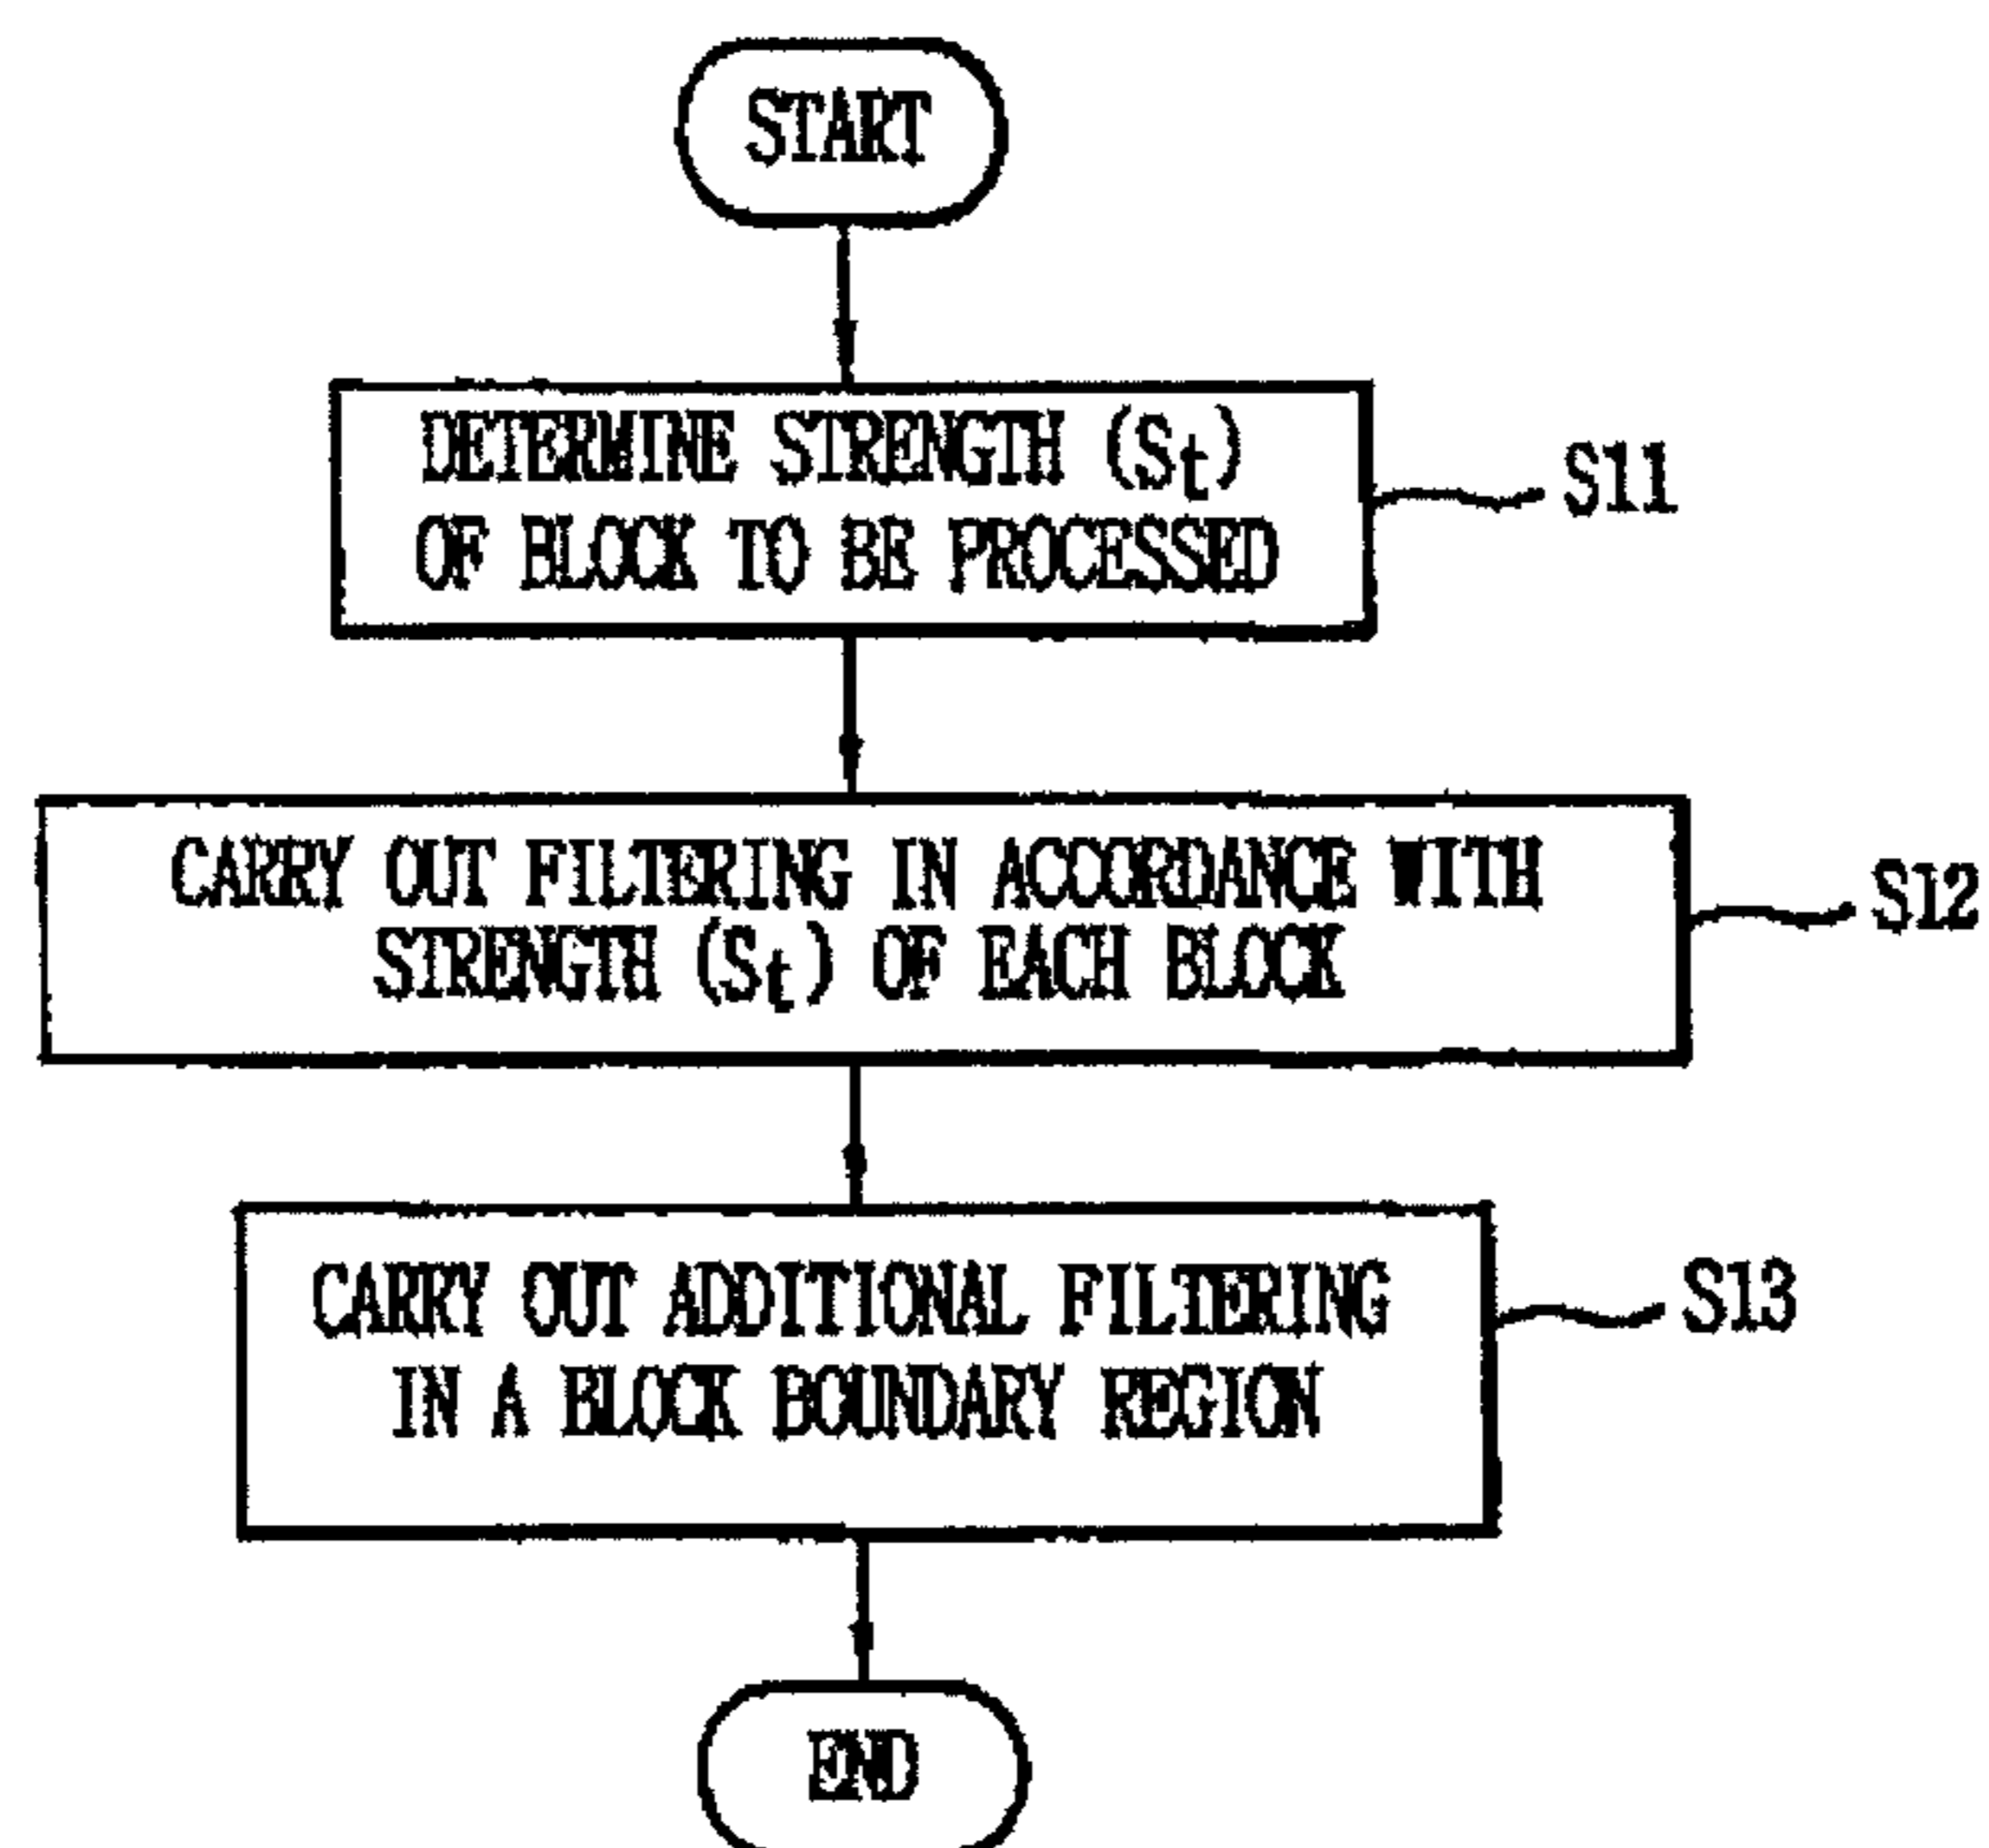 START
DETERMINE STRENGTH (St)
OF BLOCK TO BE PROCESSED
S11
CARRY OUT FILTERING IN ACCORDANCE WITH
STRENGTH (St) OF EACH BLOCK
S12
CARRY OUT ADDITIONAL FILTERING
IN A BLOCK BOUNDARY REGION
S13
END